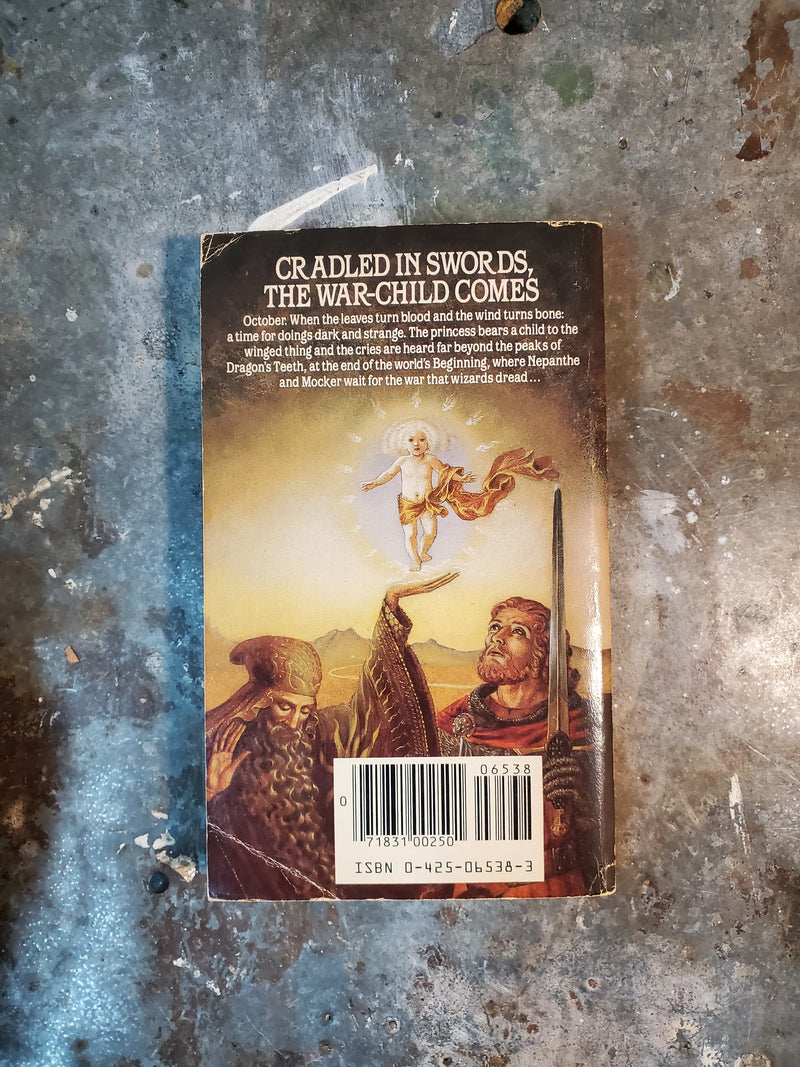 CRADLED IN SWORDS,
THE WAR-CHILD COMES
October. When the leaves turn blood and the wind turns bone:
a time for doings dark and strange. The princess bears a child to the
winged thing and the cries are heard far beyond the peaks of
Dragon's Teeth, at the end of the world's Beginning, where Nepanthe
and Mocker wait for the war that wizards dread...
06538
0
71831 00250
ISBN 0-425-06538-3